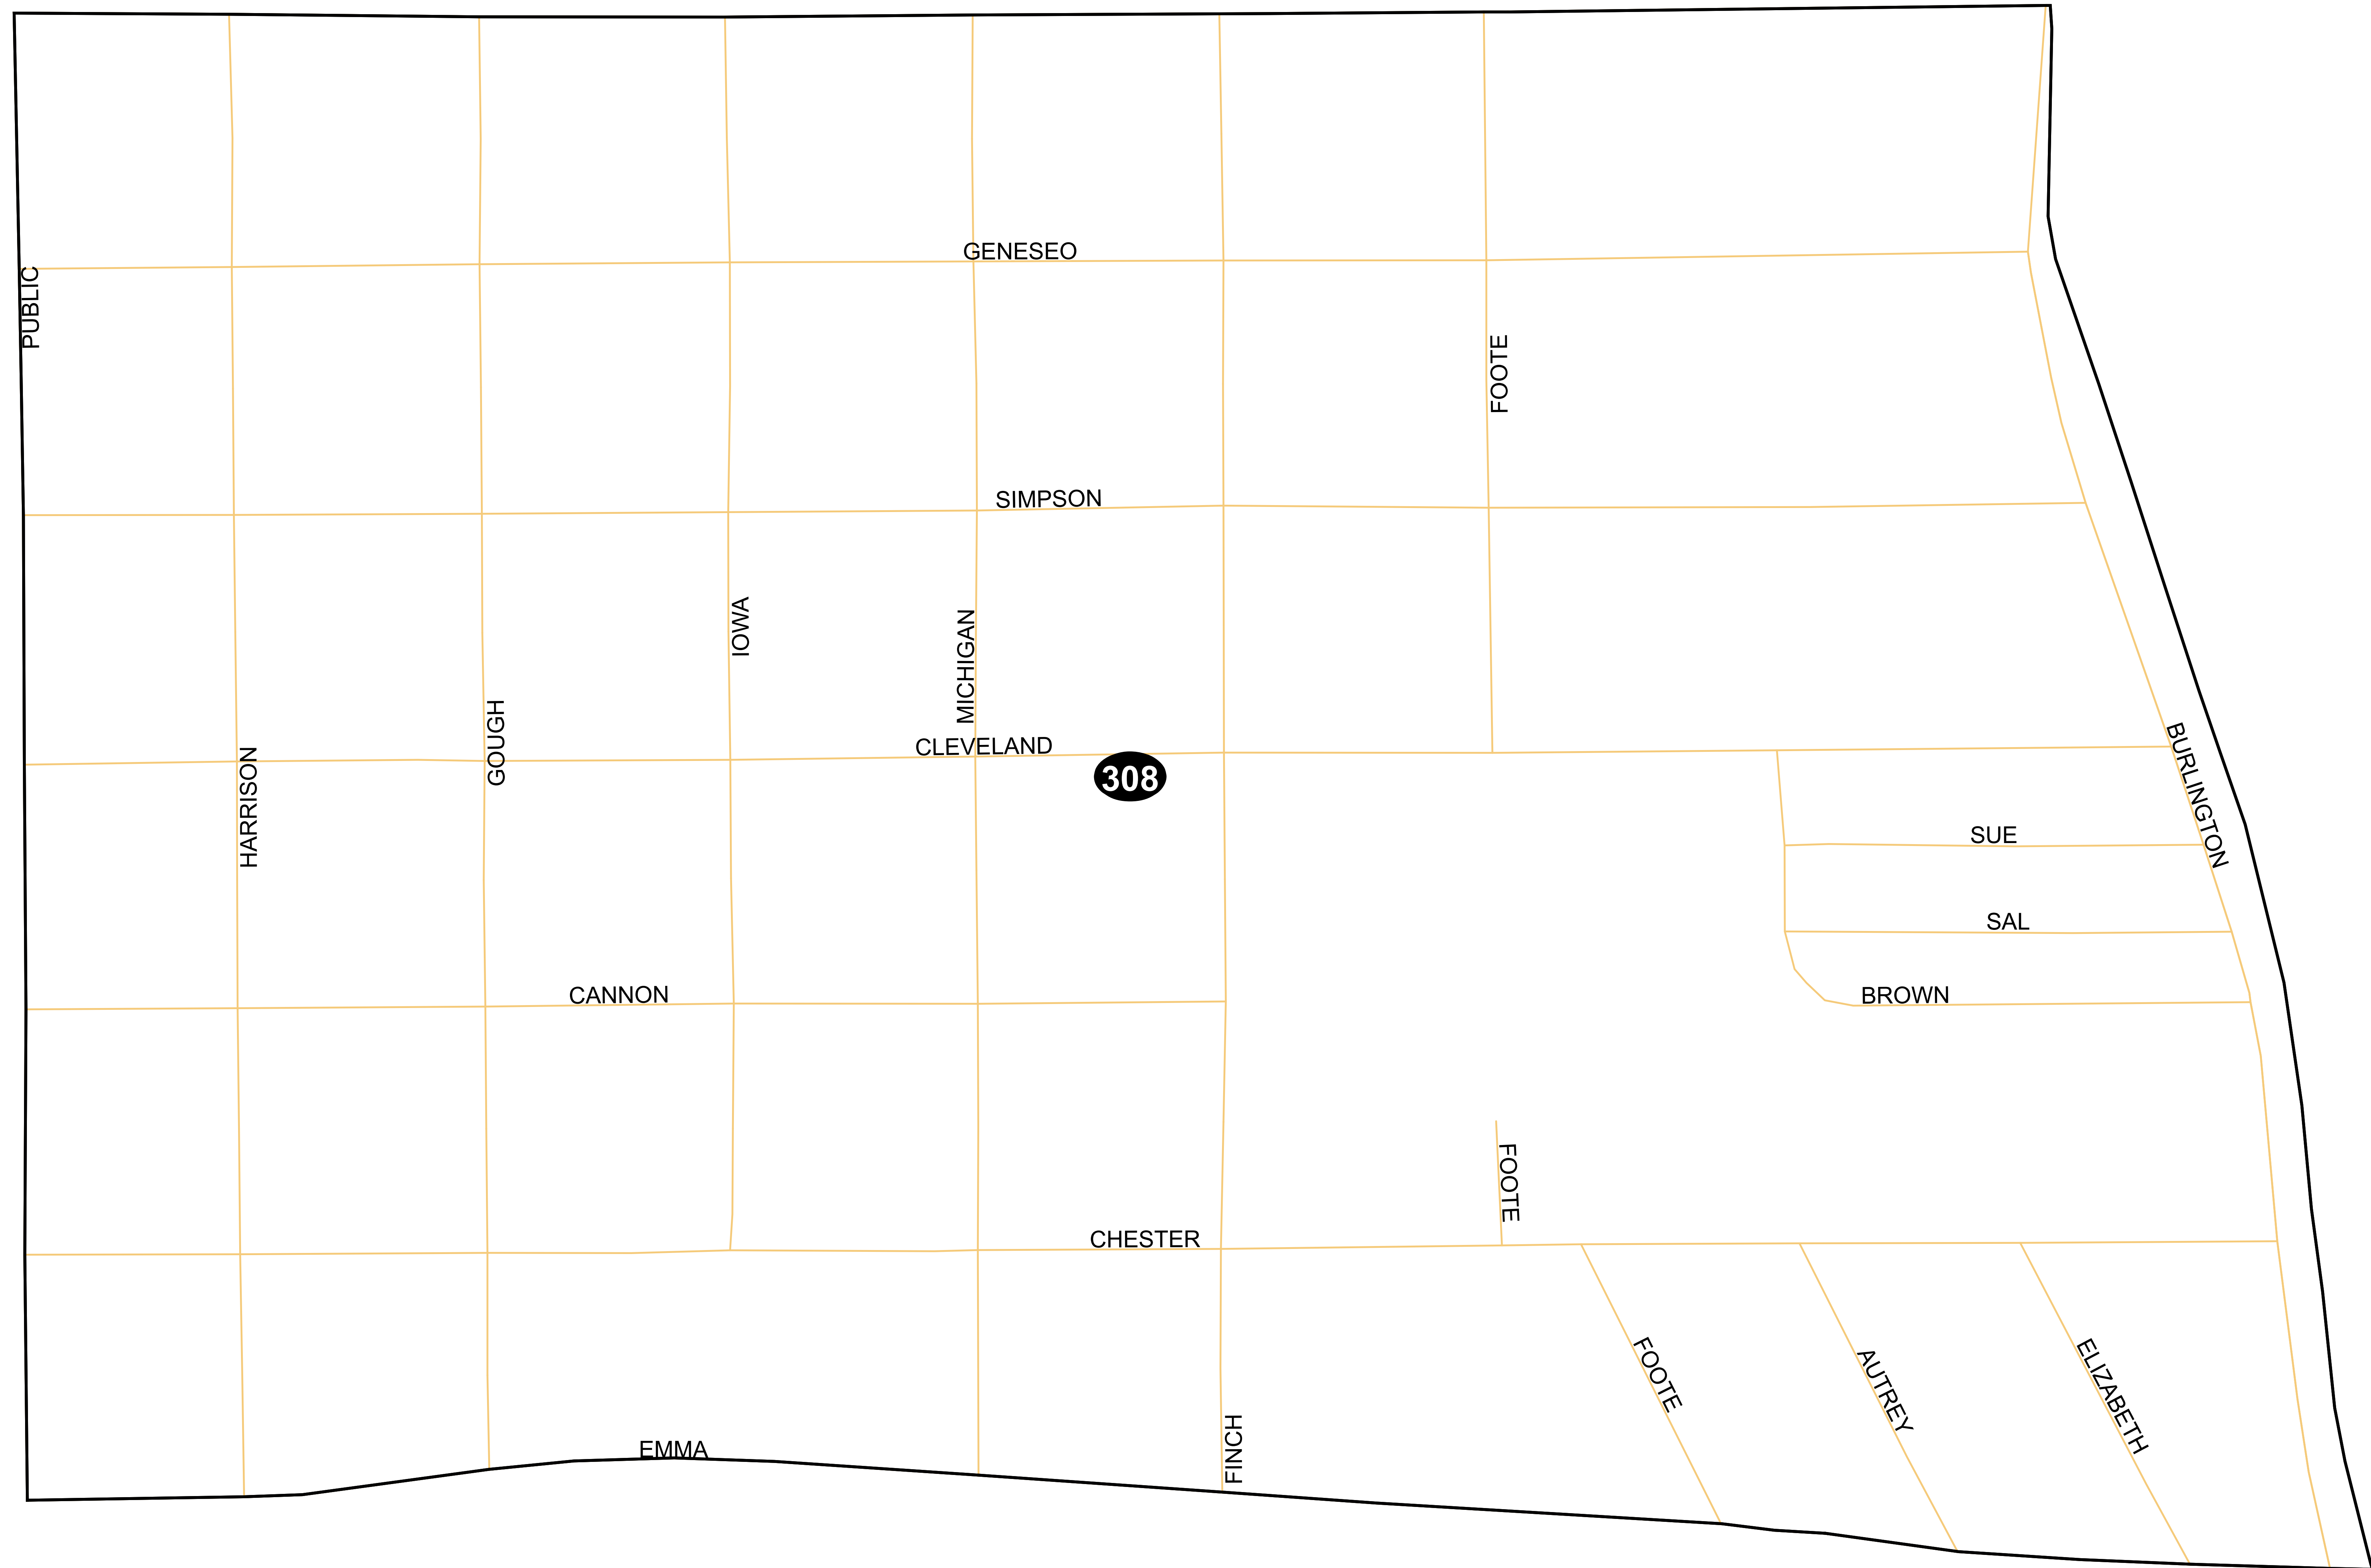 GENESEO
PUBLIC
FOOTE
SIMPSON
IOWA
MICHIGAN
GOUGH
CLEVELAND
BURLINGTON
HARRISON
308
SUE
SAL
CANNON
BROWN
FOOTE
CHESTER
FOOTE
AUTREY
ELIZABETH
EMMA
FINCH